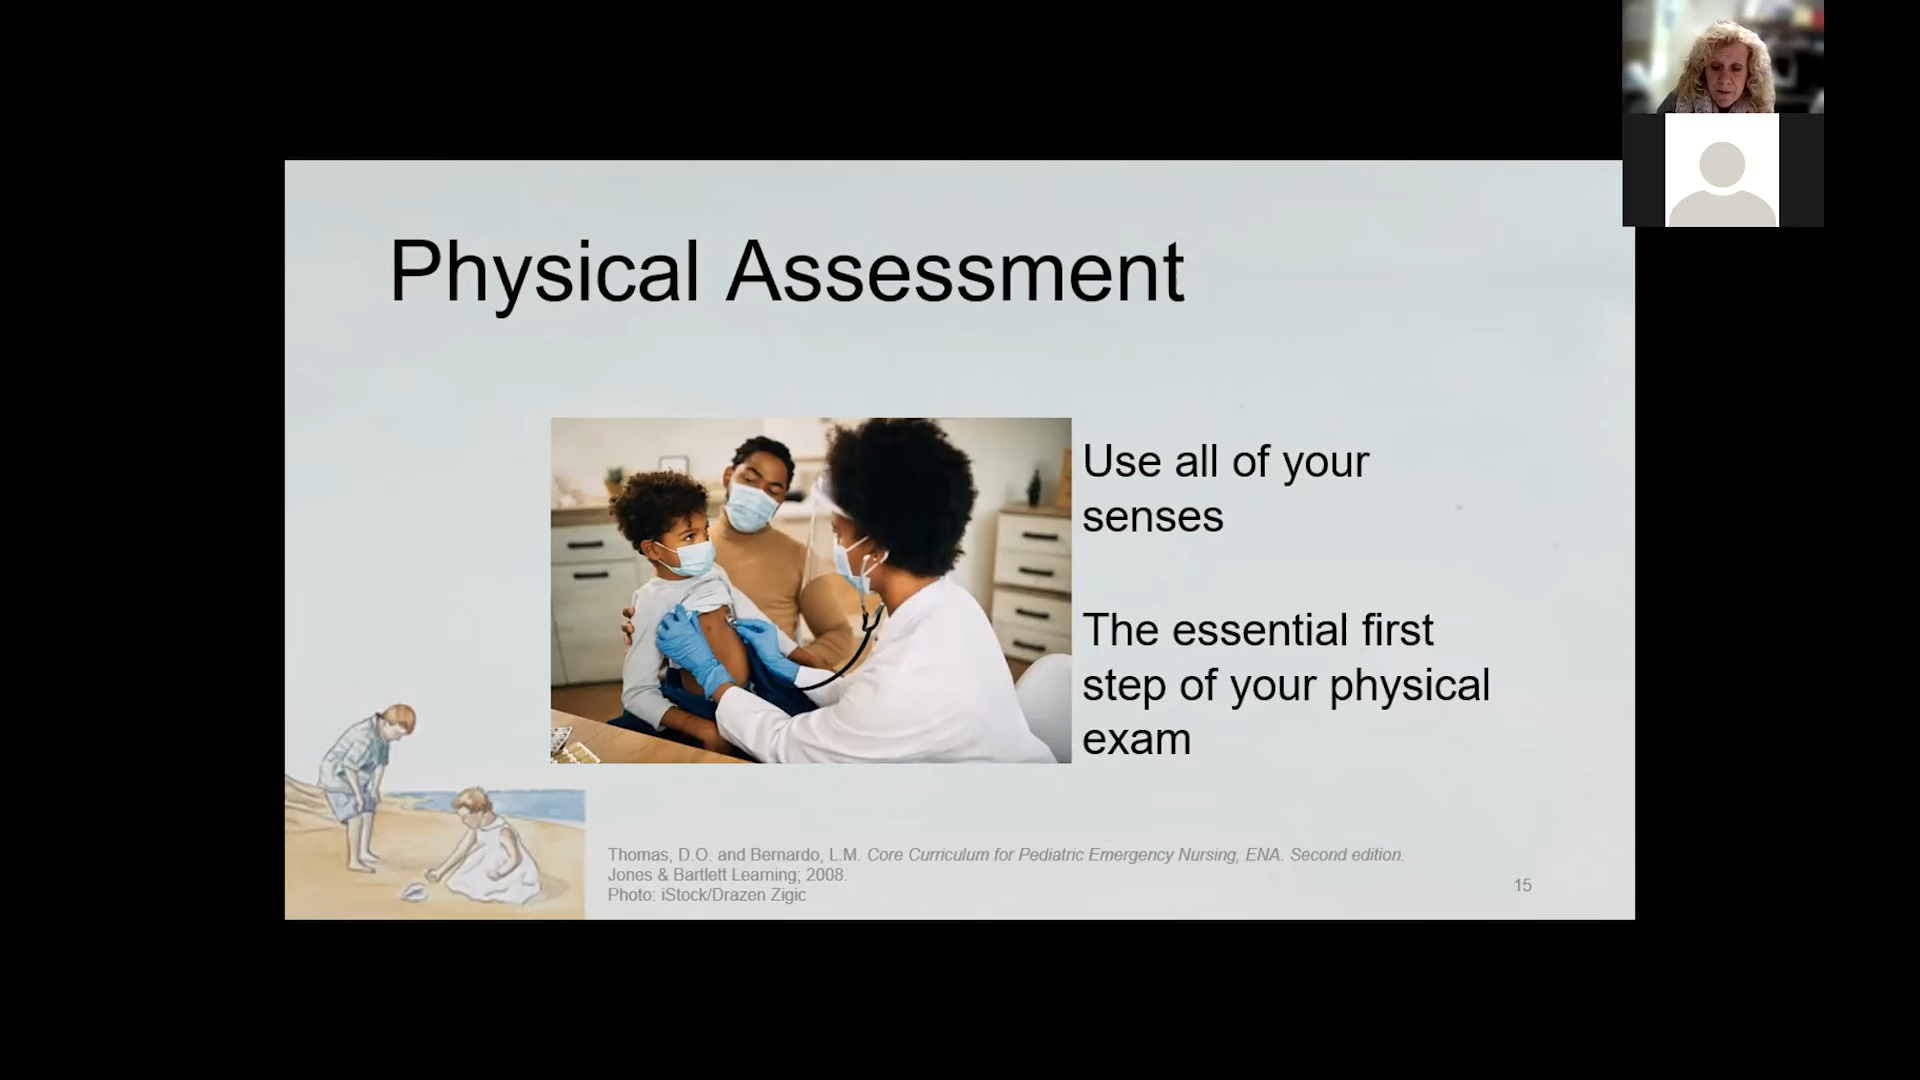 Physical Assessment
Use all of your
senses
The essential first
step of your physical
exam
Thomas, D.O. and Bernardo, L.M. Core Curriculum for Pediatric Emergency Nursing, ENA. Second edition.
Jones & Bartlett Learning; 2008.
Photo: iStock/Drazen Zigic
15